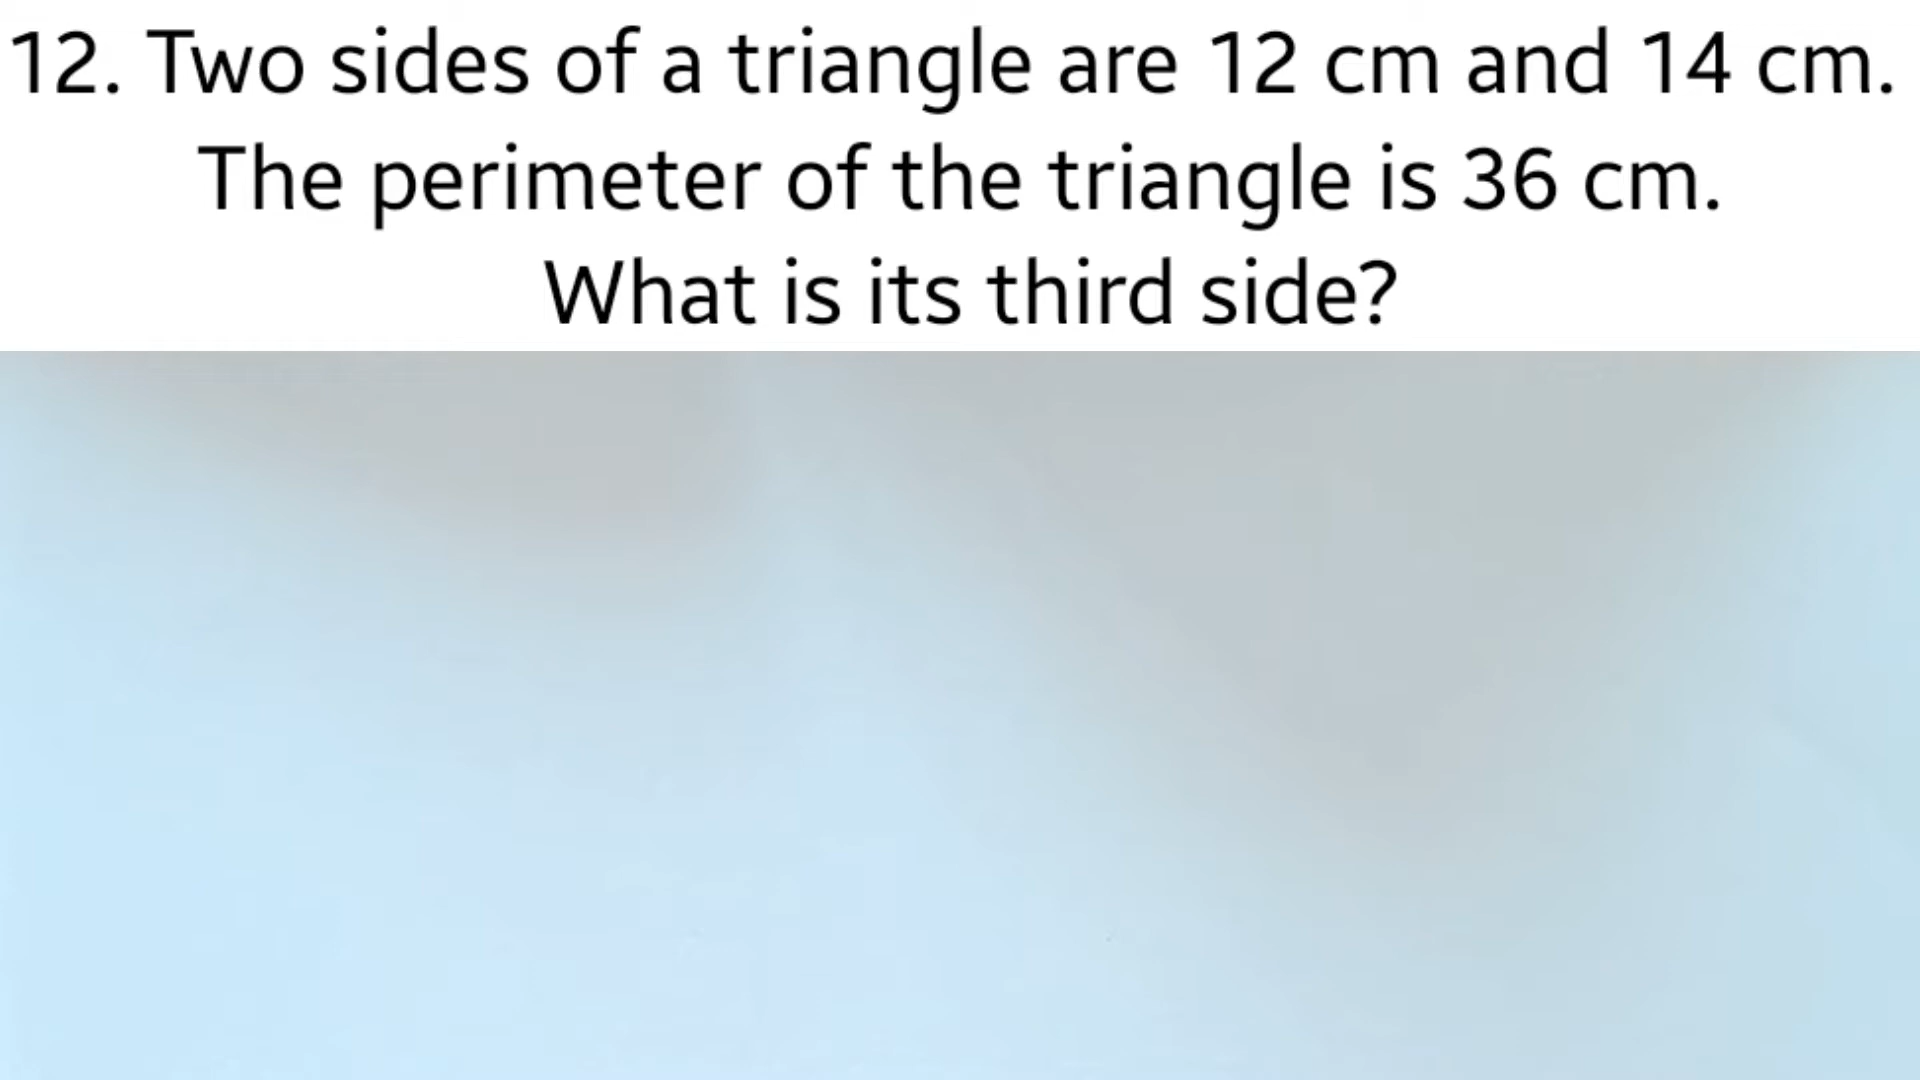 12. Two sides of a triangle are 12 cm and 14 cm.
The perimeter of the triangle is 36 cm.
What is its third side?